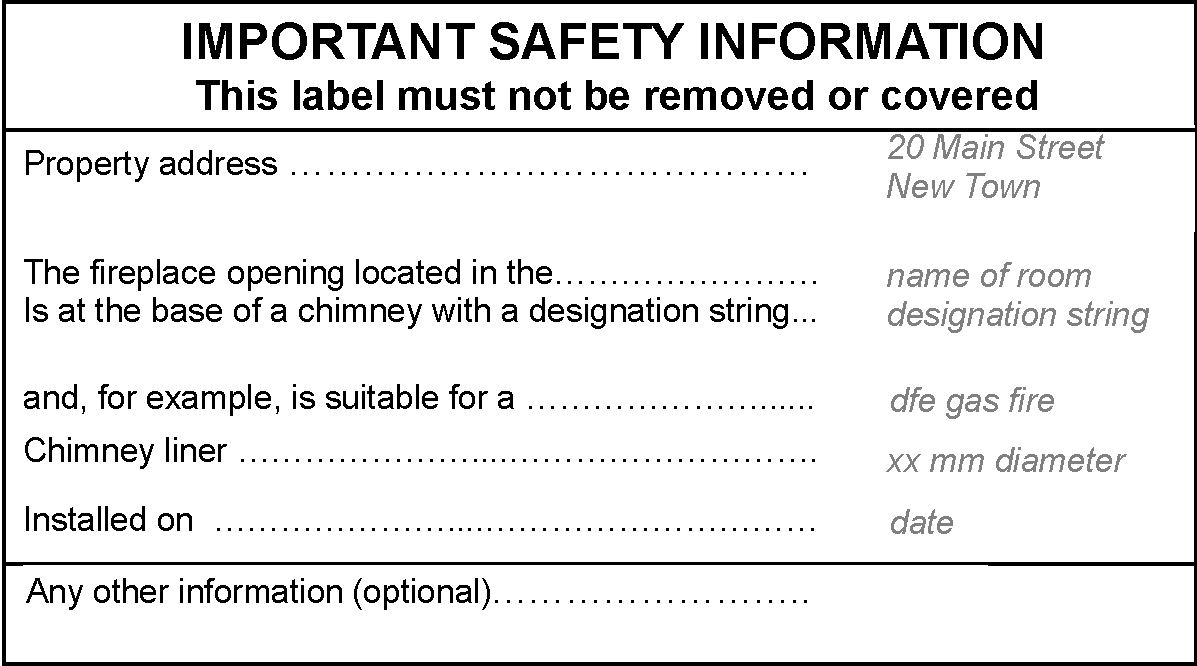 IMPORTANT SAFETY INFORMATION
This label must not be removed or covered
Property address ………………………………………… 20 Main Street
New Town
The fireplace opening located in the……………………… name of room
Is at the base of a chimney with a designation string... designation string
and, for example, is suitable for a …………………....... dfe gas fire
Chimney liner …………………....………………………… xx mm diameter
Installed on …………………....………………………… date
Any other information (optional)…………………………